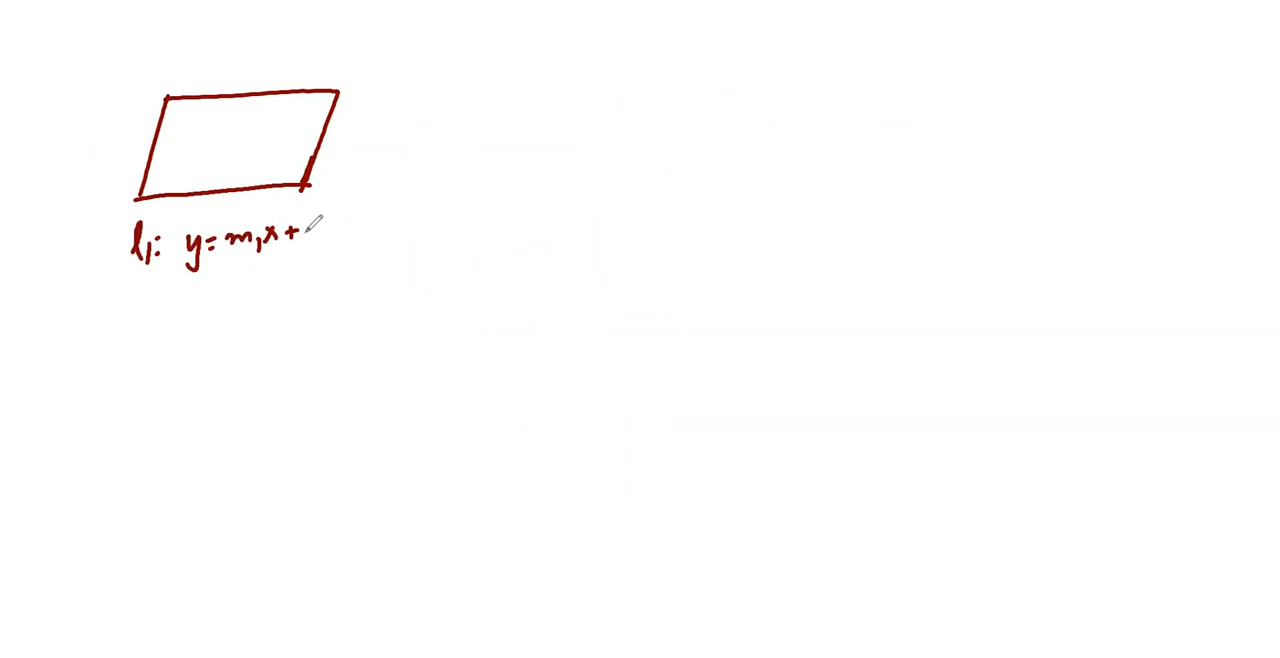 l₁: y = m₁x +